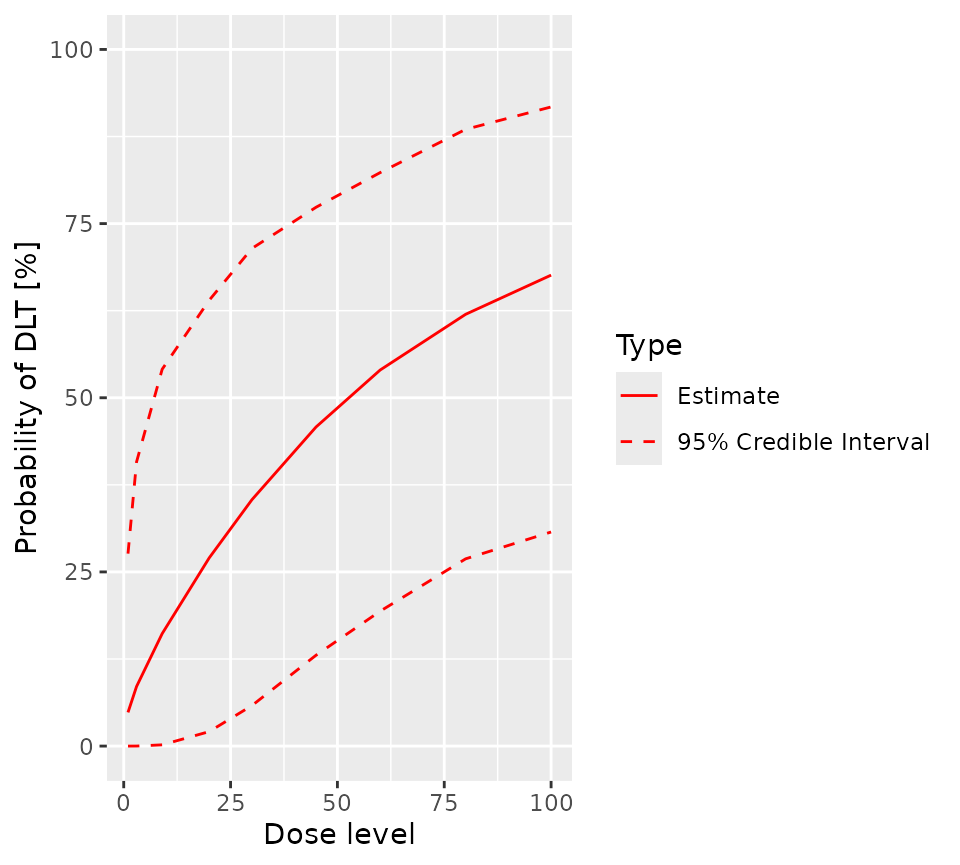 Probability of DLT [%]
100
75
50
25
0
0 25 50 75 100
Dose level
Type
Estimate
95% Credible Interval